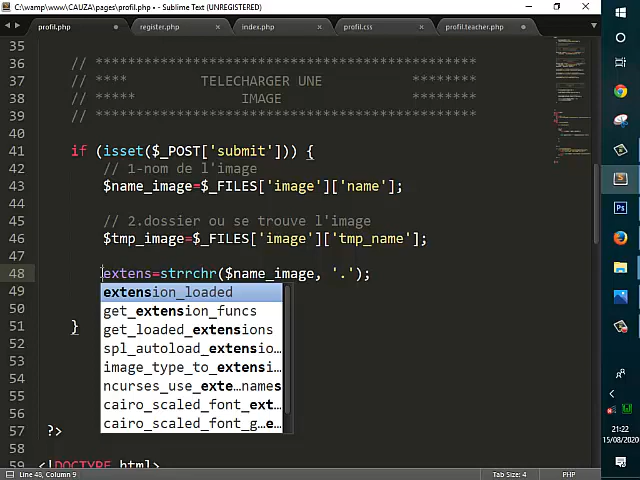 C:\wamp\www\CAUZA\pages\profil.php • - Sublime Text (UNREGISTERED)
profil.php
register.php
index.php
profil.css
profil.teacher.php
35
36 // *******************************************
37 // **** TELECHARGER UNE ********
38 // ***** IMAGE ********
39 // *******************************************
40
41 if (isset($_POST['submit'])) {
42 // 1-nom de l'image
43 $name_image=$_FILES['image']['name'];
44
45 // 2.dossier ou se trouve l'image
46 $tmp_image=$_FILES['image']['tmp_name'];
47
48 extens=strrchr($name_image, '.');
49 extension_loaded
50 get_extension_funcs
get_loaded_extensions
51 }
spl_autoload_extensio…
52 image_type_to_extensi…
53 ncurses_use_exte…names
54 cairo_scaled_font_ext…
55
56 cairo_scaled_font_g…e…
57 ?>
58
59 <!DOCTYPE html>
Line 48, Column 9
Tab Size: 4
PHP
21:22
15/08/2020